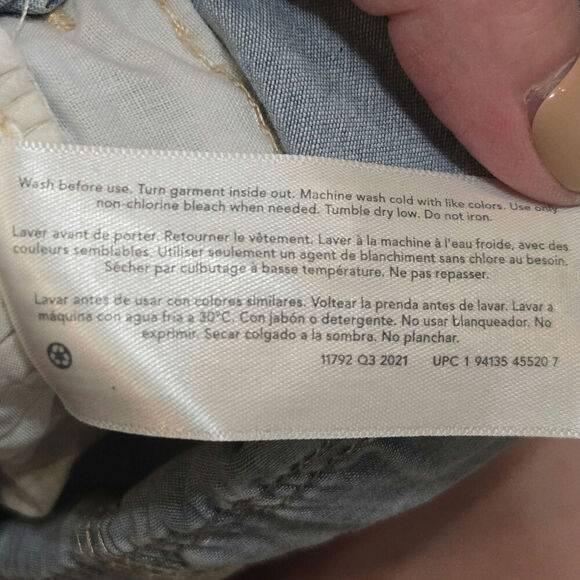 Wash before use. Turn garment inside out. Machine wash cold with like colors. Use only
non-chlorine bleach when needed. Tumble dry low. Do not iron.
Laver avant de porter. Retourner le vêtement. Laver à la machine à l'eau froide, avec des
couleurs semblables. Utiliser seulement un agent de blanchiment sans chlore au besoin.
Sécher par culbutage à basse température. Ne pas repasser.
Lavar antes de usar con colores similares. Voltear la prenda antes de lavar. Lavar a
máquina con agua fria a 30°C. Con jabón o detergente. No usar blanqueador. No
exprimir. Secar colgado a la sombra. No planchar.
11792 Q3 2021 UPC 1 94135 45520 7